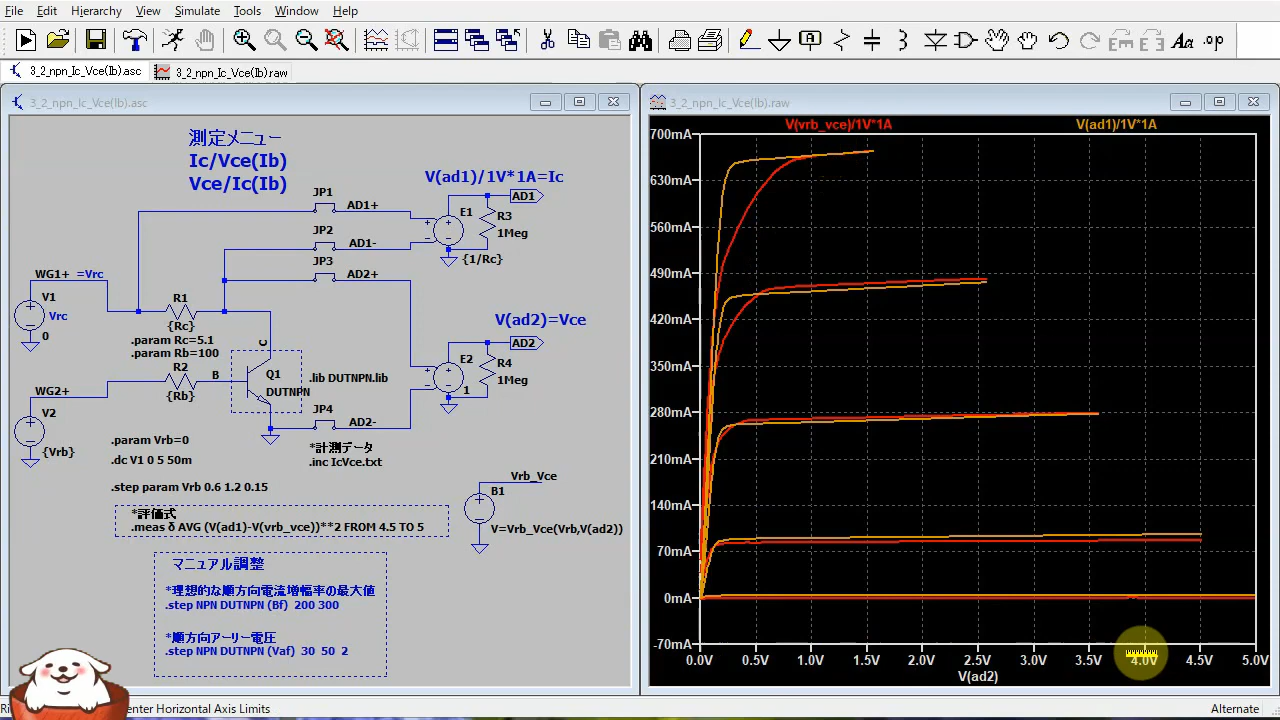 File Edit Hierarchy View Simulate Tools Window Help
.op
3_2_npn_Ic_Vce(Ib).asc
3_2_npn_Ic_Vce(Ib).raw
3_2_npn_Ic_Vce(Ib).asc
3_2_npn_Ic_Vce(Ib).raw
測定メニュー
Ic/Vce(Ib)
Vce/Ic(Ib)
V(ad1)/1V*1A=Ic
JP1
AD1+
AD1
E1
R3
1Meg
{1/Rc}
JP2
AD1-
JP3
AD2+
WG1+ =Vrc
V1
Vrc
0
R1
{Rc}
.param Rc=5.1
.param Rb=100
R2
{Rb}
V(ad2)=Vce
AD2
E2
R4
1Meg
1
C
B
Q1
DUTNPN
.lib DUTNPN.lib
WG2+
V2
{Vrb}
JP4
AD2-
.param Vrb=0
.dc V1 0 5 50m
.step param Vrb 0.6 1.2 0.15
*計測データ
.inc IcVce.txt
Vrb_Vce
B1
V=Vrb_Vce(Vrb,V(ad2))
*評価式
.meas δ AVG (V(ad1)-V(vrb_vce))**2 FROM 4.5 TO 5
マニュアル調整
*理想的な順方向電流増幅率の最大値
.step NPN DUTNPN (Bf) 200 300
*順方向アーリー電圧
.step NPN DUTNPN (Vaf) 30 50 2
V(vrb_vce)/1V*1A
V(ad1)/1V*1A
700mA
630mA
560mA
490mA
420mA
350mA
280mA
210mA
140mA
70mA
0mA
-70mA
0.0V 0.5V 1.0V 1.5V 2.0V 2.5V 3.0V 3.5V 4.0V 4.5V 5.0V
V(ad2)
Horizontal Axis Limits
Alternate